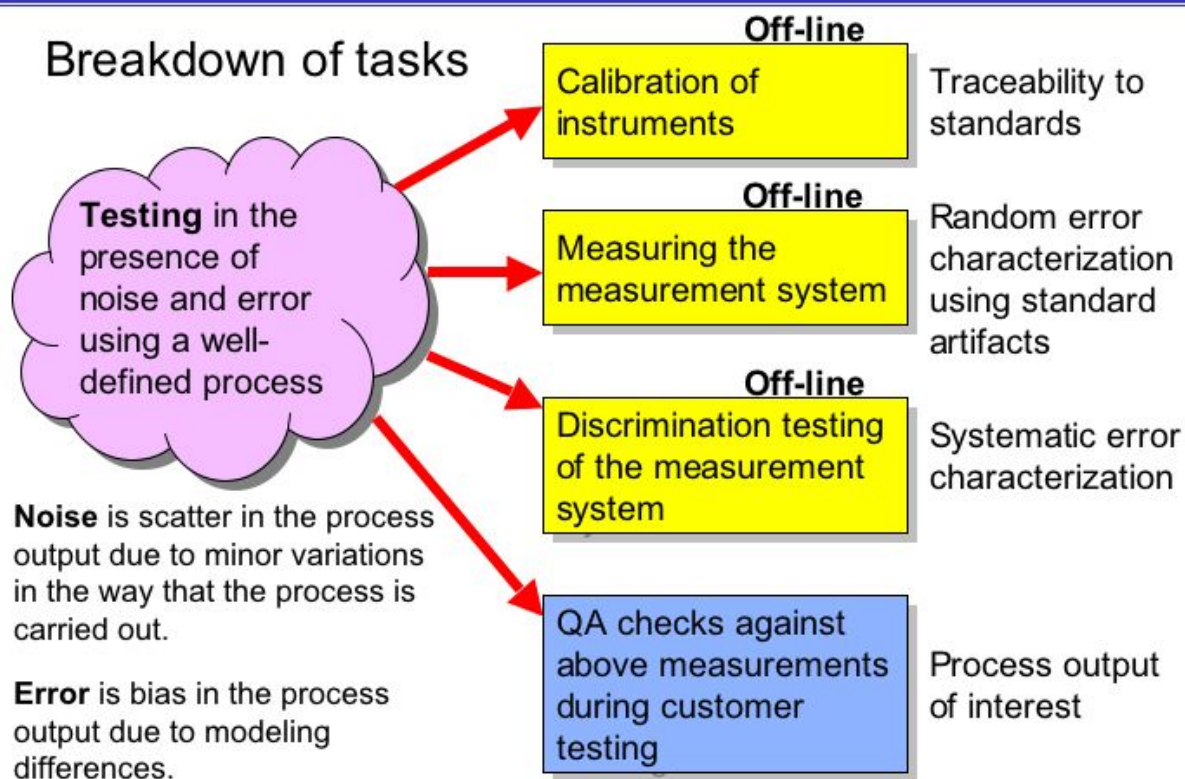 Breakdown of tasks
Testing in the
presence of
noise and error
using a well-
defined process
Noise is scatter in the process
output due to minor variations
in the way that the process is
carried out.
Error is bias in the process
output due to modeling
differences.
Off-line
Calibration of
instruments
Traceability to
standards
Off-line
Measuring the
measurement system
Random error
characterization
using standard
artifacts
Off-line
Discrimination testing
of the measurement
system
Systematic error
characterization
QA checks against
above measurements
during customer
testing
Process output
of interest